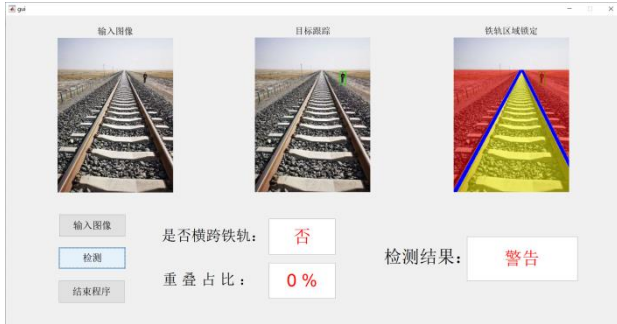 gui
输入图像
目标跟踪
铁轨区域锁定
输入图像
检测
结束程序
是否横跨铁轨：
否
重叠占比：
0 %
检测结果：
警告